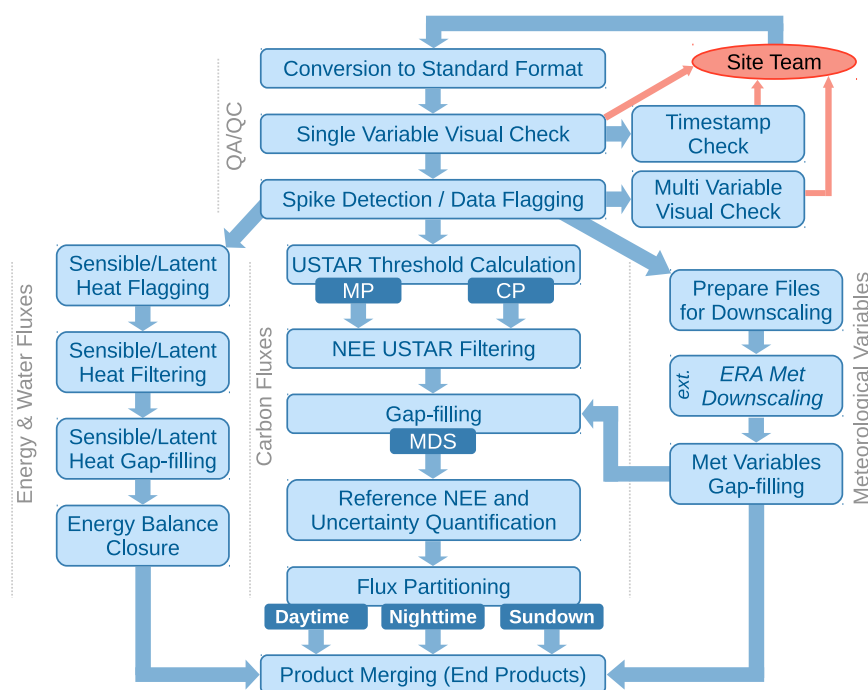 Site Team
Conversion to Standard Format
QA/QC
Single Variable Visual Check
Timestamp
Check
Spike Detection / Data Flagging
Multi Variable
Visual Check
Energy & Water Fluxes
Sensible/Latent
Heat Flagging
Sensible/Latent
Heat Filtering
Sensible/Latent
Heat Gap-filling
Energy Balance
Closure
Carbon Fluxes
USTAR Threshold Calculation
MP
CP
NEE USTAR Filtering
Gap-filling
MDS
Reference NEE and
Uncertainty Quantification
Flux Partitioning
Daytime
Nighttime
Sundown
Meteorological Variables
Prepare Files
for Downscaling
ext.
ERA Met
Downscaling
Met Variables
Gap-filling
Product Merging (End Products)